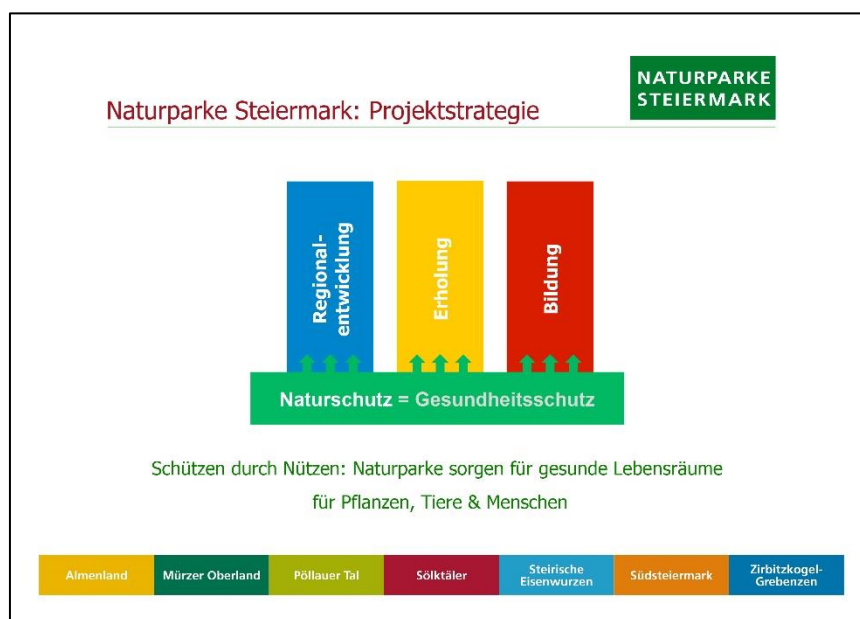 NATURPARKE
STEIERMARK
Naturparke Steiermark: Projektstrategie
Regional-
entwicklung
Erholung
Bildung
Naturschutz = Gesundheitsschutz
Schützen durch Nützen: Naturparke sorgen für gesunde Lebensräume
für Pflanzen, Tiere & Menschen
Almenland
Mürzer Oberland
Pöllauer Tal
Sölktäler
Steirische
Eisenwurzen
Südsteiermark
Zirbitzkogel-
Grebenzen